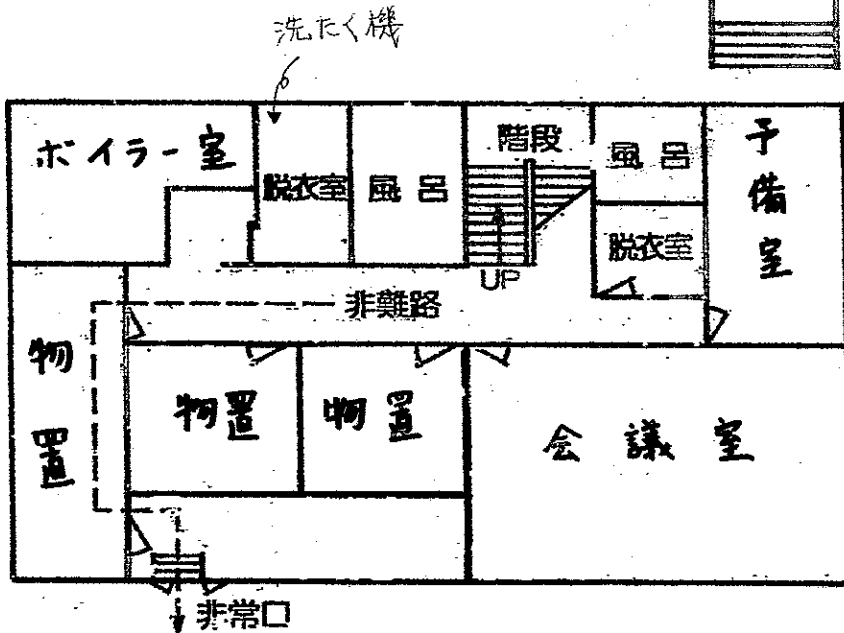 洗たく機
ボイラー室
脱衣室
風呂
階段
UP
風呂
脱衣室
予備室
非難路
物置
物置
物置
会議室
非常口